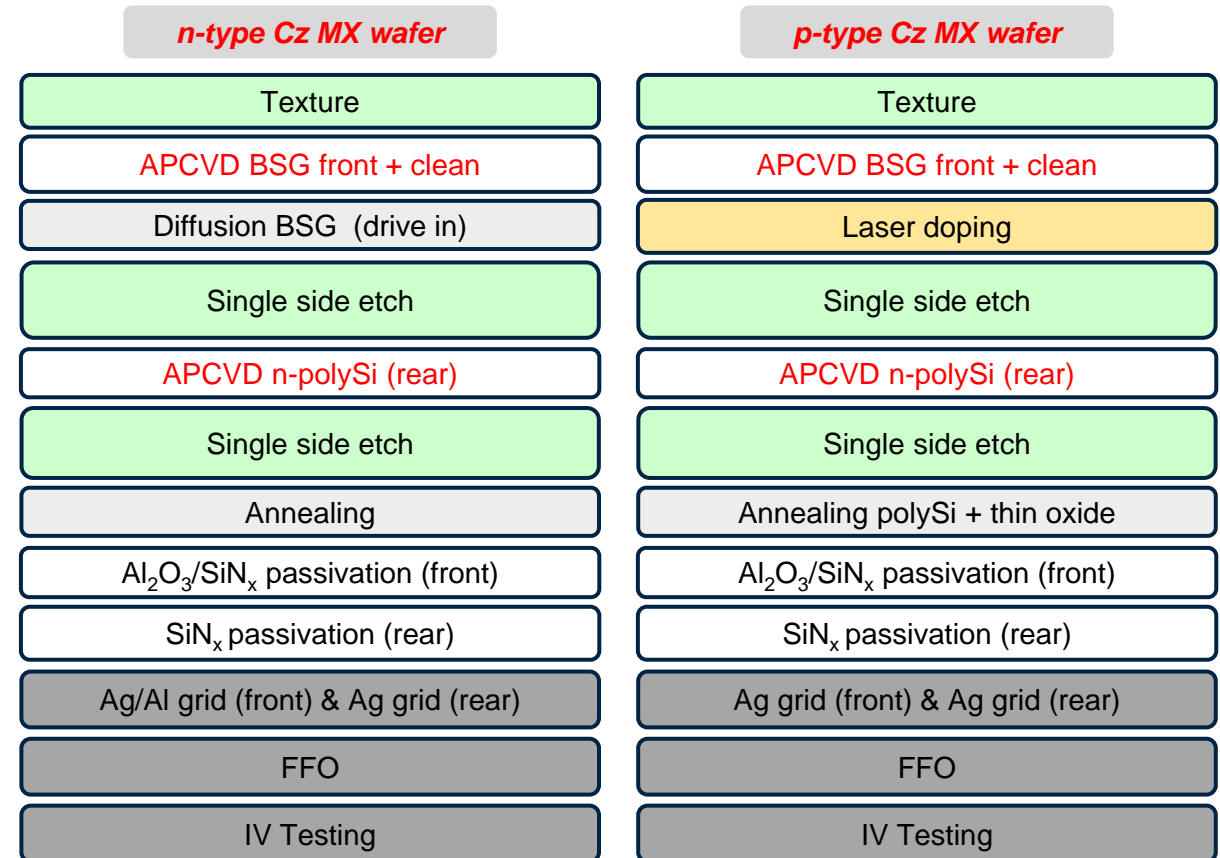 n-type Cz MX wafer
Texture
APCVD BSG front + clean
Diffusion BSG (drive in)
Single side etch
APCVD n-polySi (rear)
Single side etch
Annealing
Al₂O₃/SiNₓ passivation (front)
SiNₓ passivation (rear)
Ag/Al grid (front) & Ag grid (rear)
FFO
IV Testing
p-type Cz MX wafer
Texture
APCVD BSG front + clean
Laser doping
Single side etch
APCVD n-polySi (rear)
Single side etch
Annealing polySi + thin oxide
Al₂O₃/SiNₓ passivation (front)
SiNₓ passivation (rear)
Ag grid (front) & Ag grid (rear)
FFO
IV Testing